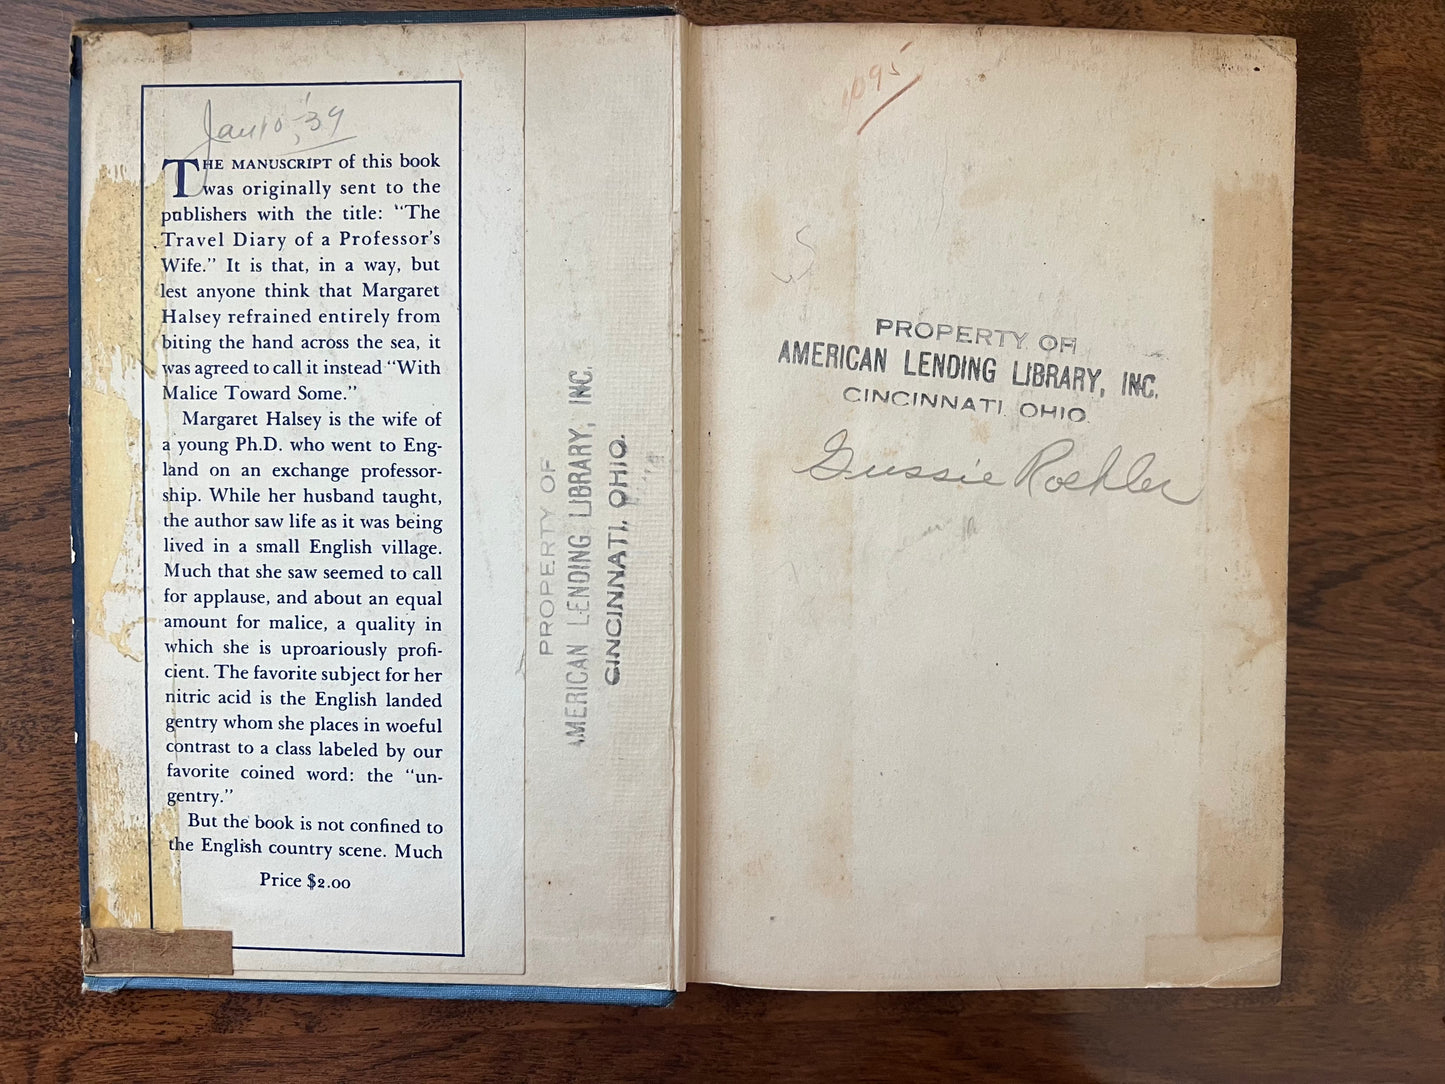 Jan 10, '39
THE MANUSCRIPT of this book
was originally sent to the
publishers with the title: "The
Travel Diary of a Professor's
Wife." It is that, in a way, but
lest anyone think that Margaret
Halsey refrained entirely from
biting the hand across the sea, it
was agreed to call it instead "With
Malice Toward Some."
Margaret Halsey is the wife of
a young Ph.D. who went to Eng-
land on an exchange professor-
ship. While her husband taught,
the author saw life as it was being
lived in a small English village.
Much that she saw seemed to call
for applause, and about an equal
amount for malice, a quality in
which she is uproariously profi-
cient. The favorite subject for her
nitric acid is the English landed
gentry whom she places in woeful
contrast to a class labeled by our
favorite coined word: the "un-
gentry."
But the book is not confined to
the English country scene. Much
Price $2.00
PROPERTY OF
AMERICAN LENDING LIBRARY, INC.
CINCINNATI, OHIO.
1095
PROPERTY OF
AMERICAN LENDING LIBRARY, INC.
CINCINNATI, OHIO
Gussie Roehler